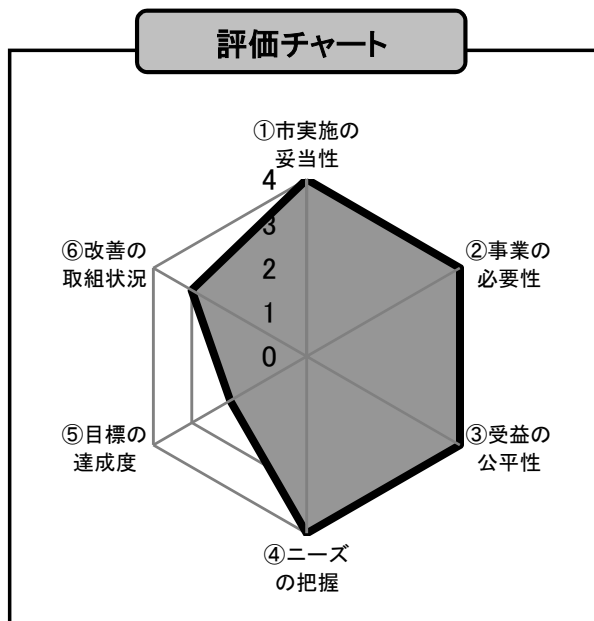 評価チャート
①市実施の
妥当性
4
3
2
1
0
②事業の
必要性
③受益の
公平性
④ニーズ
の把握
⑤目標の
達成度
⑥改善の
取組状況